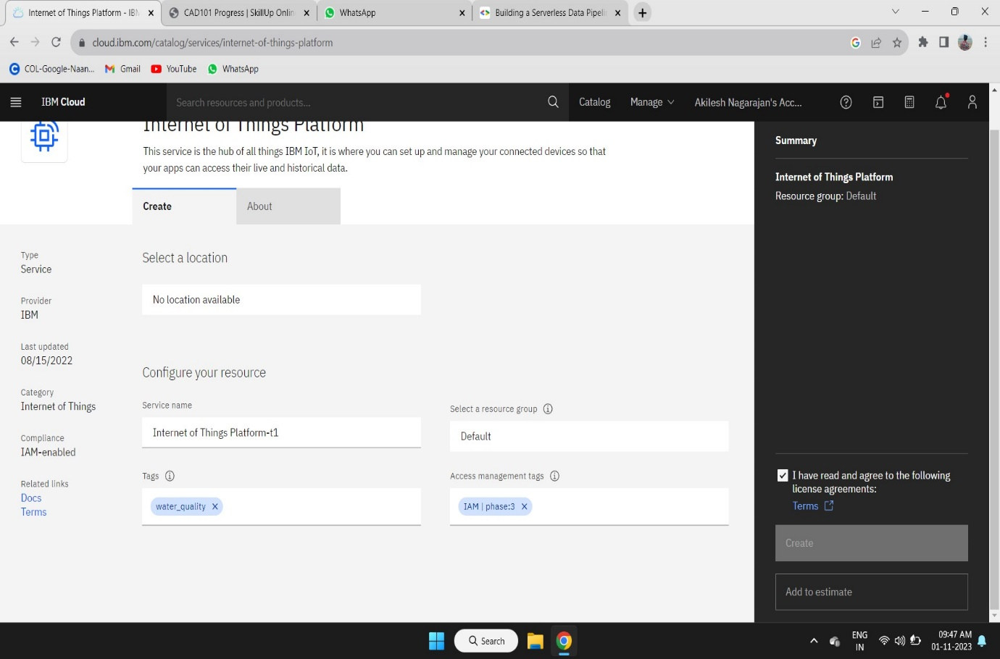 Internet of Things Platform - IBM
CAD101 Progress | SkillUp Onlin
WhatsApp
Building a Serverless Data Pipeli
cloud.ibm.com/catalog/services/internet-of-things-platform
COL-Google-Naan...
Gmail
YouTube
WhatsApp
IBM Cloud
Search resources and products...
Catalog
Manage
Akilesh Nagarajan's Acc...
Internet of Things Platform
This service is the hub of all things IBM IoT, it is where you can set up and manage your connected devices so that
your apps can access their live and historical data.
Create
About
Type
Service
Provider
IBM
Last updated
08/15/2022
Category
Internet of Things
Compliance
IAM-enabled
Related links
Docs
Terms
Select a location
No location available
Configure your resource
Service name
Internet of Things Platform-t1
Select a resource group
Default
Tags
water_quality
Access management tags
IAM | phase:3
Summary
Internet of Things Platform
Resource group: Default
I have read and agree to the following
license agreements:
Terms
Create
Add to estimate
Search
ENG
IN
09:47 AM
01-11-2023